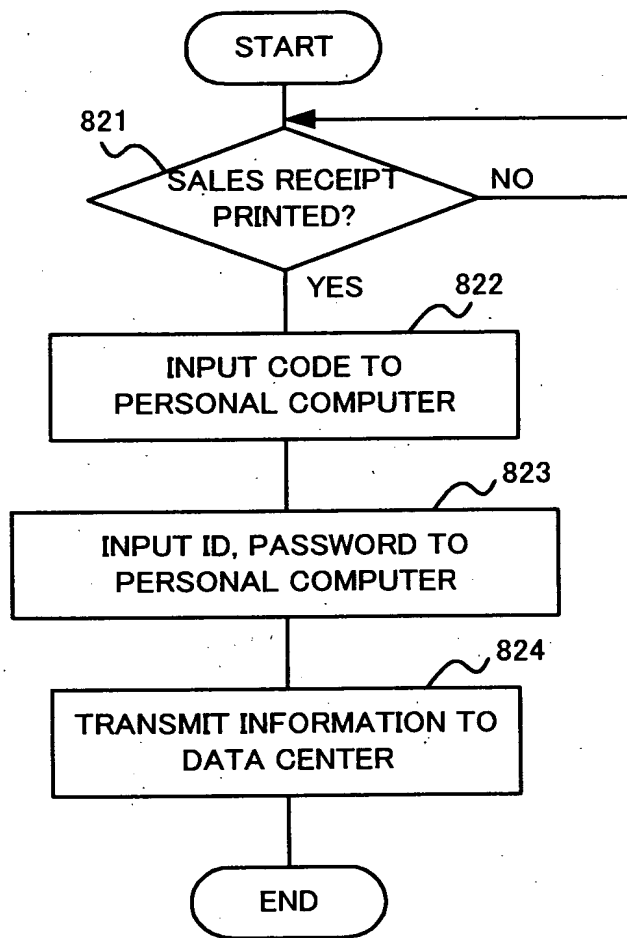 START
821
SALES RECEIPT
PRINTED?
NO
YES
822
INPUT CODE TO
PERSONAL COMPUTER
823
INPUT ID, PASSWORD TO
PERSONAL COMPUTER
824
TRANSMIT INFORMATION TO
DATA CENTER
END